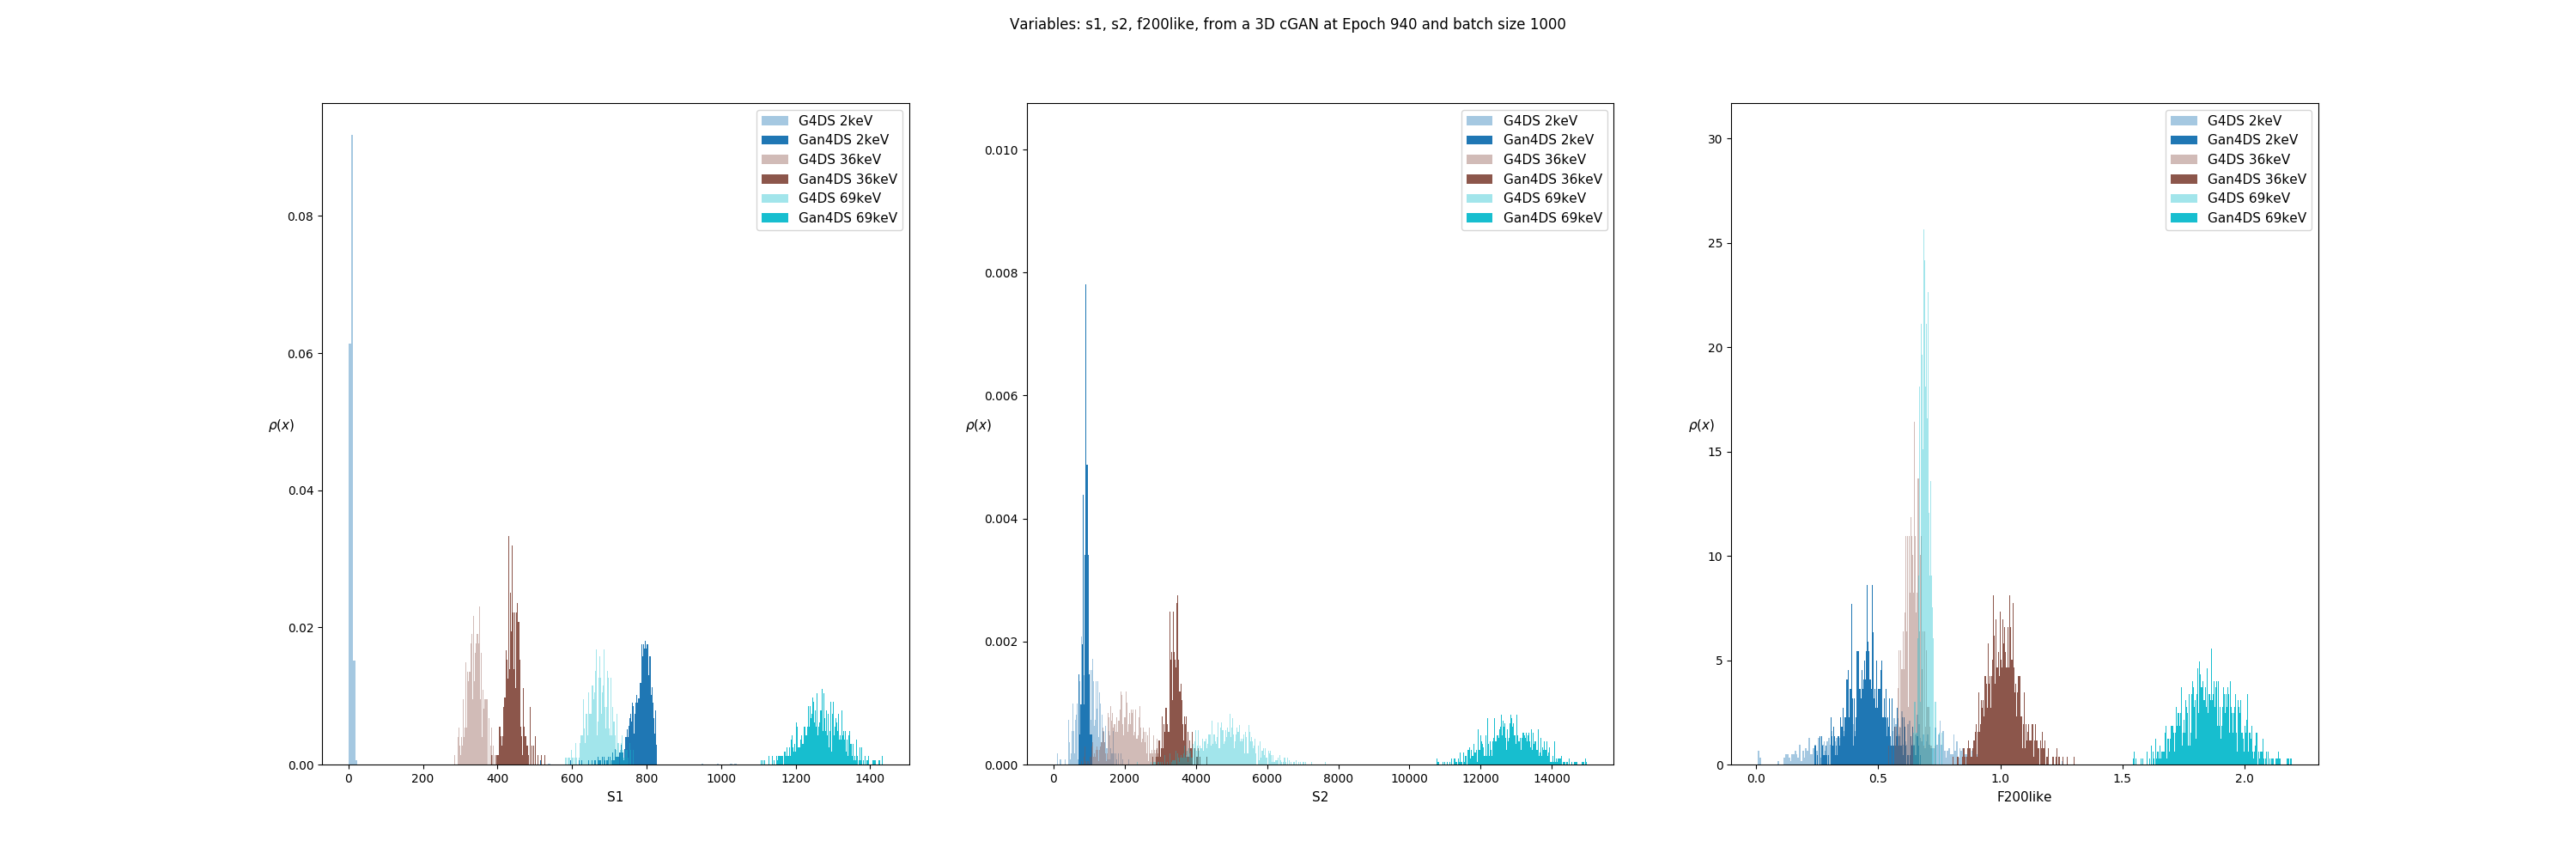 Variables: s1, s2, f200like, from a 3D cGAN at Epoch 940 and batch size 1000
G4DS 2keV
Gan4DS 2keV
G4DS 36keV
Gan4DS 36keV
G4DS 69keV
Gan4DS 69keV
0.08
0.06
0.04
0.02
0.00
ρ(x)
0 200 400 600 800 1000 1200 1400
S1
G4DS 2keV
Gan4DS 2keV
G4DS 36keV
Gan4DS 36keV
G4DS 69keV
Gan4DS 69keV
0.010
0.008
0.006
0.004
0.002
0.000
ρ(x)
0 2000 4000 6000 8000 10000 12000 14000
S2
G4DS 2keV
Gan4DS 2keV
G4DS 36keV
Gan4DS 36keV
G4DS 69keV
Gan4DS 69keV
30
25
20
15
10
5
0
ρ(x)
0.0 0.5 1.0 1.5 2.0
F200like